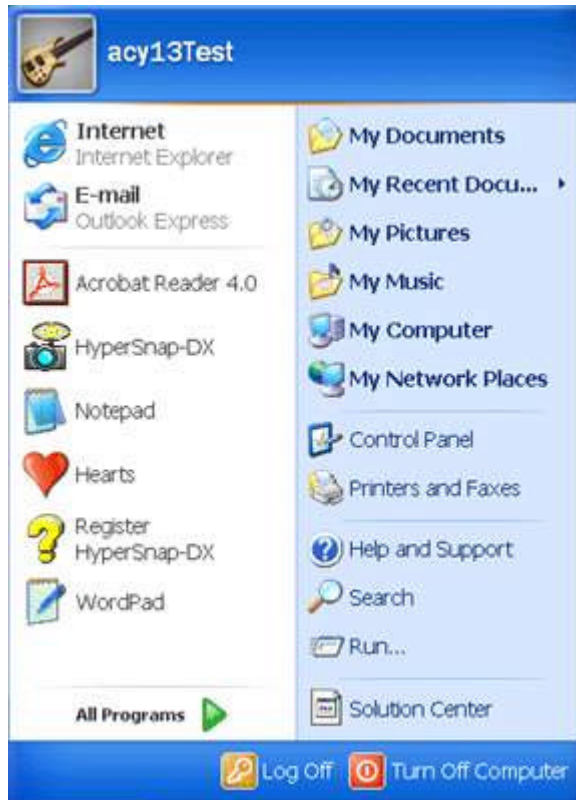 acy13Test
Internet
Internet Explorer
E-mail
Outlook Express
Acrobat Reader 4.0
HyperSnap-DX
Notepad
Hearts
Register
HyperSnap-DX
WordPad
All Programs
My Documents
My Recent Docu...
My Pictures
My Music
My Computer
My Network Places
Control Panel
Printers and Faxes
Help and Support
Search
Run...
Solution Center
Log Off
Turn Off Computer